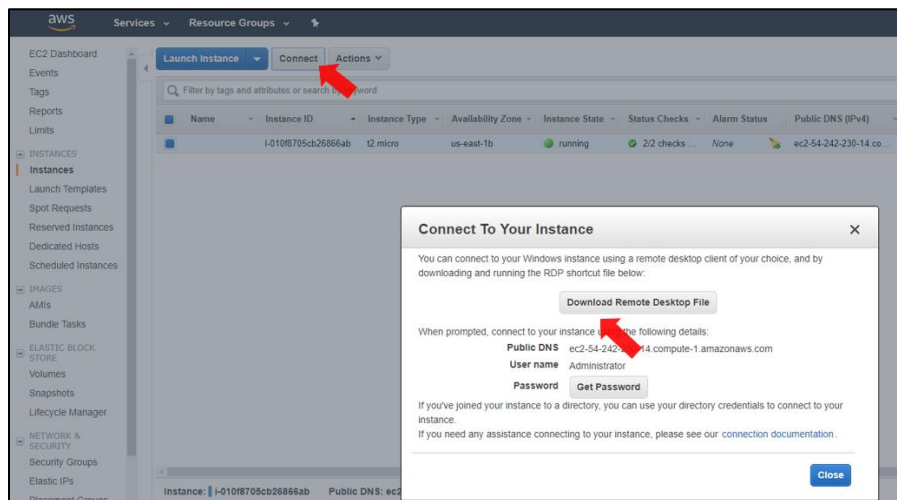 aws Services Resource Groups
EC2 Dashboard
Events
Tags
Reports
Limits
INSTANCES
Instances
Launch Templates
Spot Requests
Reserved Instances
Dedicated Hosts
Scheduled Instances
IMAGES
AMIs
Bundle Tasks
ELASTIC BLOCK
STORE
Volumes
Snapshots
Lifecycle Manager
NETWORK &
SECURITY
Security Groups
Elastic IPs
Placement Groups
Launch Instance Connect Actions
Filter by tags and attributes or search by keyword
Name Instance ID Instance Type Availability Zone Instance State Status Checks Alarm Status Public DNS (IPv4)
i-010f8705cb26866ab t2.micro us-east-1b running 2/2 checks ... None ec2-54-242-230-14.co...
Connect To Your Instance
You can connect to your Windows instance using a remote desktop client of your choice, and by
downloading and running the RDP shortcut file below:
Download Remote Desktop File
When prompted, connect to your instance using the following details:
Public DNS ec2-54-242-230-14.compute-1.amazonaws.com
User name Administrator
Password Get Password
If you've joined your instance to a directory, you can use your directory credentials to connect to your
instance.
If you need any assistance connecting to your instance, please see our connection documentation.
Close
Instance: i-010f8705cb26866ab Public DNS: ec2